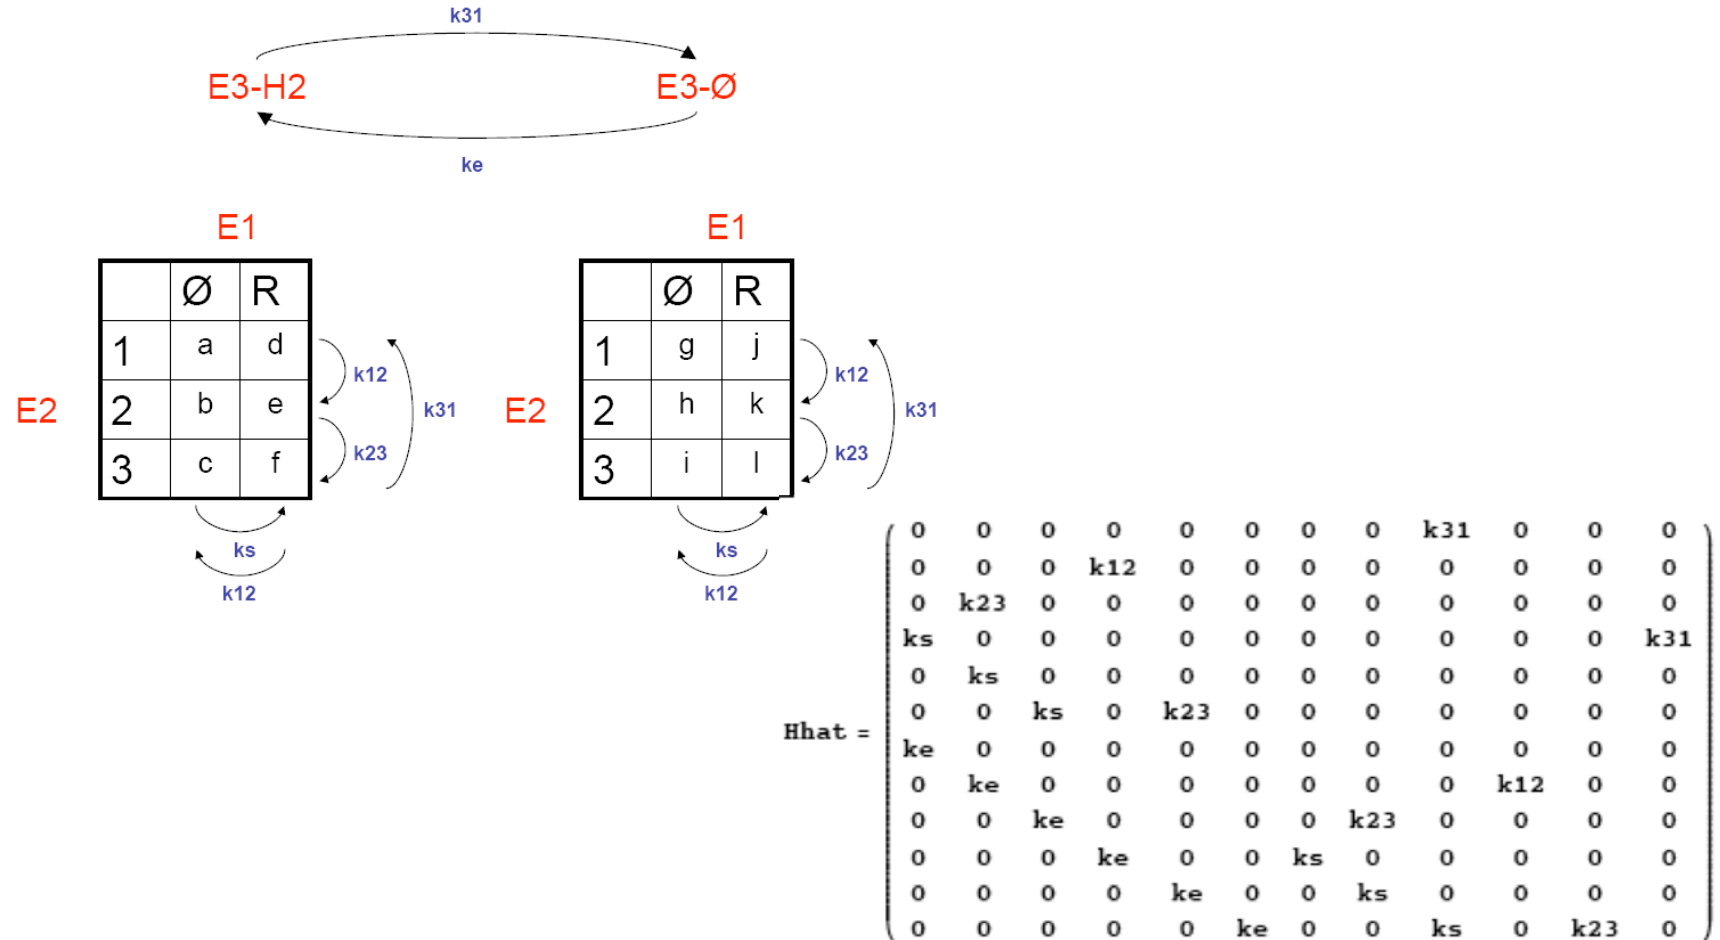 k31
E3-H2 E3-Ø
ke
E1 E1
Ø R Ø R
1 a d 1 g j
k12 k12
E2 2 b e k31 E2 2 h k k31
k23 k23
3 c f 3 i l
ks ks
k12 k12
0 0 0 0 0 0 0 0 k31 0 0 0
0 0 0 k12 0 0 0 0 0 0 0 0
0 k23 0 0 0 0 0 0 0 0 0 0
ks 0 0 0 0 0 0 0 0 0 0 k31
0 ks 0 0 0 0 0 0 0 0 0 0
0 0 ks 0 k23 0 0 0 0 0 0 0
Hhat =
ke 0 0 0 0 0 0 0 0 0 0 0
0 ke 0 0 0 0 0 0 0 k12 0 0
0 0 ke 0 0 0 0 k23 0 0 0 0
0 0 0 ke 0 0 ks 0 0 0 0 0
0 0 0 0 ke 0 0 ks 0 0 0 0
0 0 0 0 0 ke 0 0 ks 0 k23 0